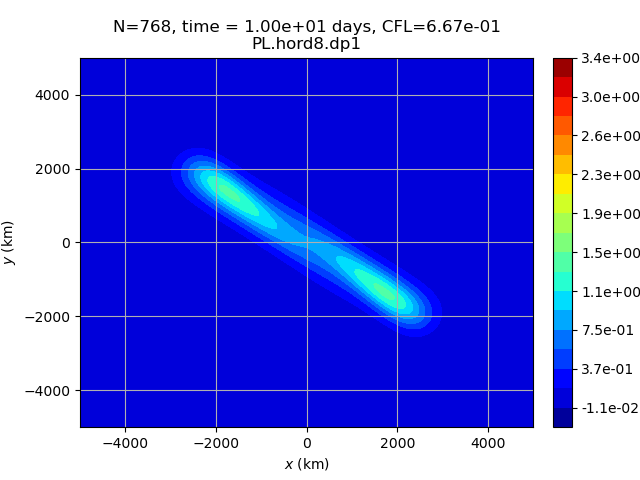 N=768, time = 1.00e+01 days, CFL=6.67e-01
PL.hord8.dp1
3.4e+00
3.0e+00
2.6e+00
2.3e+00
1.9e+00
1.5e+00
1.1e+00
7.5e-01
3.7e-01
-1.1e-02
4000
2000
0
−2000
−4000
y (km)
−4000 −2000 0 2000 4000
x (km)